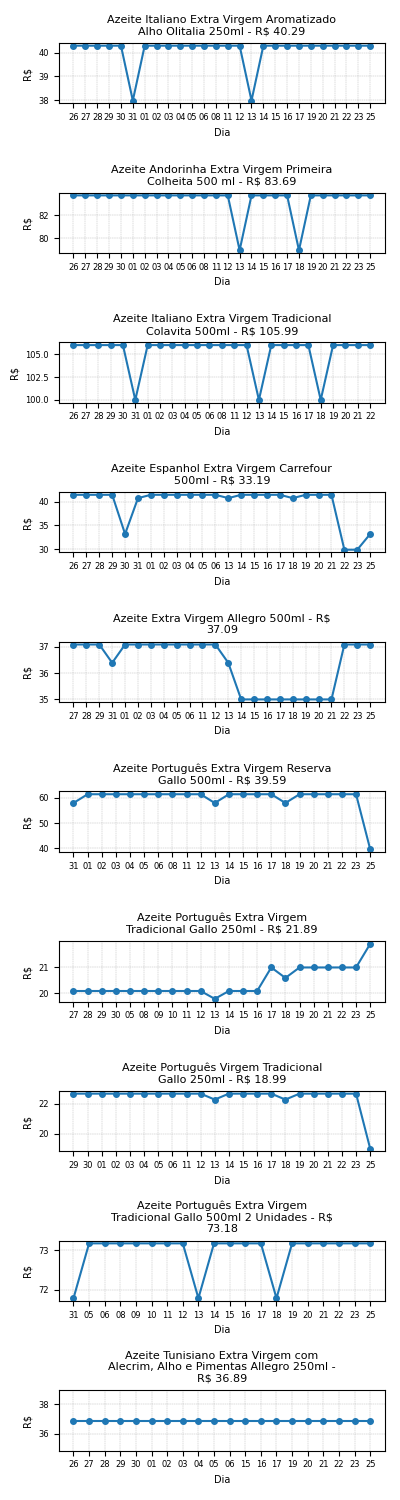 Azeite Italiano Extra Virgem Aromatizado
Alho Olitalia 250ml - R$ 40.29
40
39
38
R$
26 27 28 29 30 31 01 02 03 04 05 06 08 11 12 13 14 15 16 17 18 19 20 21 22 23 25
Dia
Azeite Andorinha Extra Virgem Primeira
Colheita 500 ml - R$ 83.69
82
80
R$
26 27 28 29 30 31 01 02 03 04 05 06 08 11 12 13 14 15 17 18 19 20 21 22 23 25
Dia
Azeite Italiano Extra Virgem Tradicional
Colavita 500ml - R$ 105.99
105.0
102.5
100.0
R$
26 27 28 29 30 31 01 02 03 04 05 06 08 11 12 13 14 15 16 17 18 19 20 21 22
Dia
Azeite Espanhol Extra Virgem Carrefour
500ml - R$ 33.19
40
35
30
R$
26 27 28 29 30 31 01 02 03 04 05 06 11 12 13 14 16 17 18 19 20 21 22 23 25
Dia
Azeite Extra Virgem Allegro 500ml - R$
37.09
37
36
35
R$
27 28 29 31 01 02 03 04 05 06 11 12 13 14 15 16 17 18 19 20 21 22 23 25
Dia
Azeite Português Extra Virgem Reserva
Gallo 500ml - R$ 39.59
60
50
40
R$
31 01 02 03 04 05 06 08 11 12 13 14 15 16 17 18 19 20 21 22 23 25
Dia
Azeite Português Extra Virgem
Tradicional Gallo 250ml - R$ 21.89
21
20
R$
27 28 29 30 05 08 09 10 11 12 13 14 15 16 17 18 19 20 21 22 23 25
Dia
Azeite Português Virgem Tradicional
Gallo 250ml - R$ 18.99
22
20
R$
29 30 01 02 03 04 05 06 11 12 13 14 15 16 17 18 19 20 21 22 23 25
Dia
Azeite Português Extra Virgem
Tradicional Gallo 500ml 2 Unidades - R$
73.18
73
72
R$
31 05 06 08 09 10 11 12 13 14 15 16 17 18 19 20 21 22 23 25
Dia
Azeite Tunisiano Extra Virgem com
Alecrim, Alho e Pimentas Allegro 250ml -
R$ 36.89
38
36
R$
26 27 28 29 30 31 01 02 03 04 05 06 08 11 12 13 14 15 16 17 18 19 20 21 22 23 25
Dia